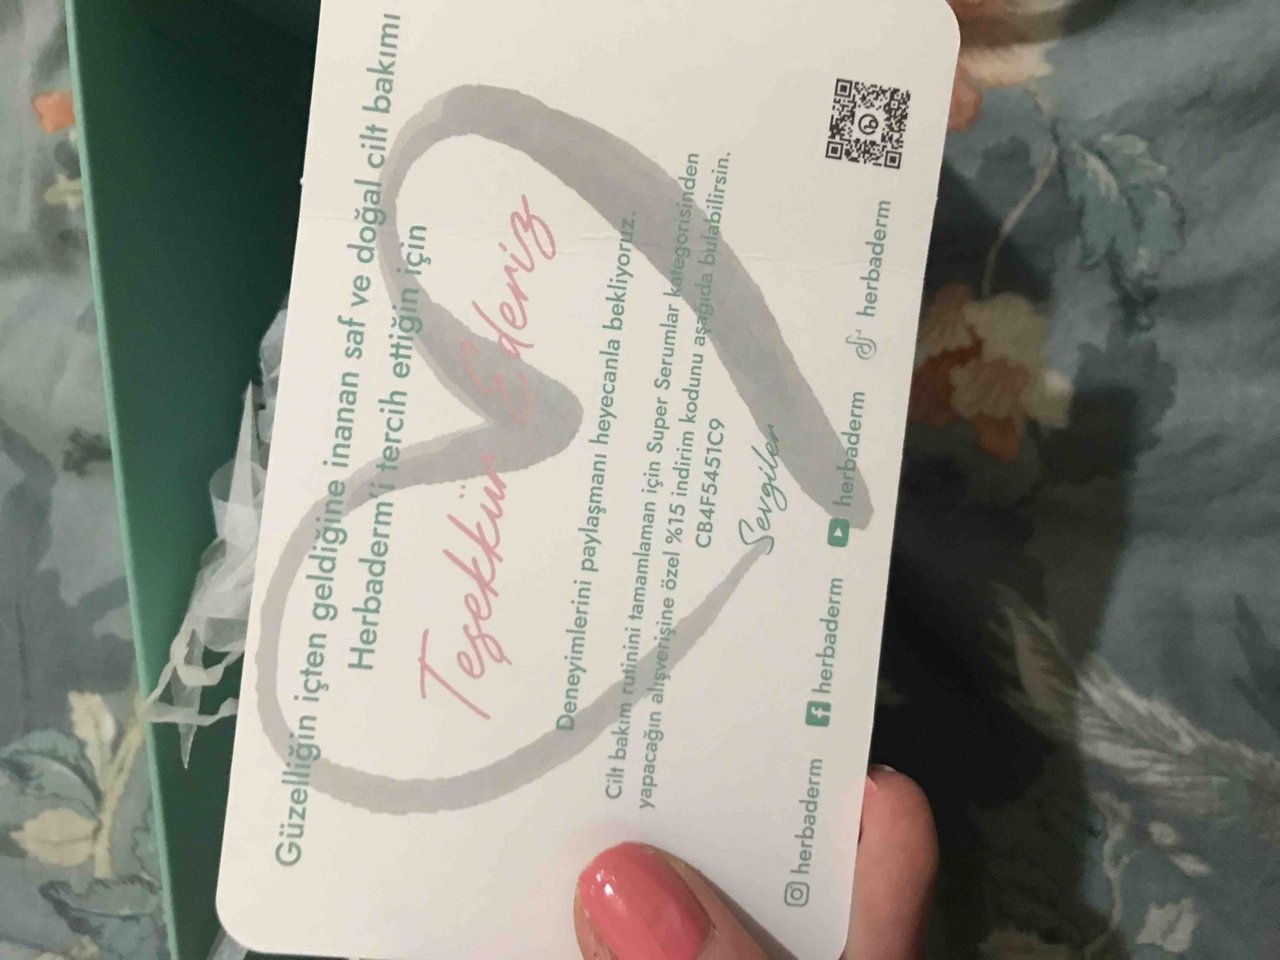 Güzelliğin içten geldiğine inanan saf ve doğal cilt bakımı
Herbaderm'i tercih ettiğin için
Teşekkür Ederiz
Deneyimlerini paylaşmanı heyecanla bekliyoruz.
Cilt bakım rutinini tamamlaman için Super Serumlar kategorisinden
yapacağın alışverişine özel %15 indirim kodunu aşağıda bulabilirsin.
CB4F5451C9
Sevgiler
herbaderm herbaderm herbaderm herbaderm